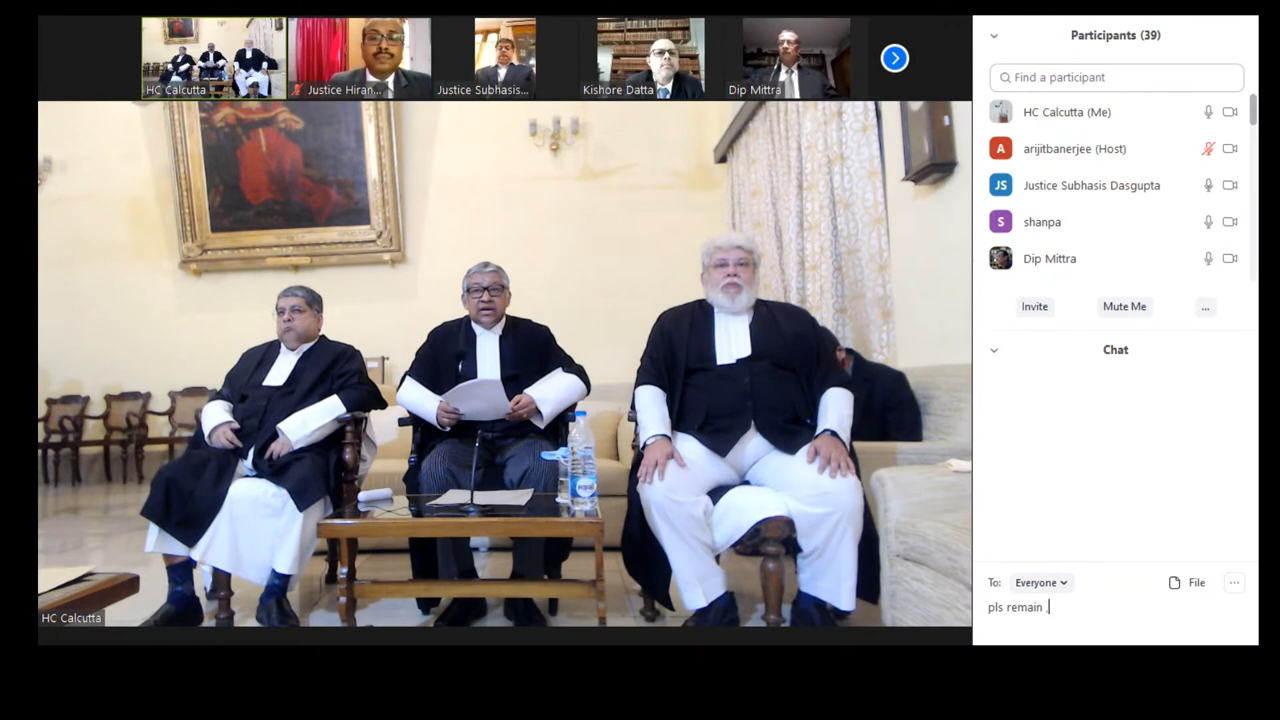 HC Calcutta
Justice Hiran...
Justice Subhasis...
Kishore Datta
Dip Mittra
HC Calcutta
Participants (39)
Find a participant
HC Calcutta (Me)
A
arijitbanerjee (Host)
JS
Justice Subhasis Dasgupta
S
shanpa
Dip Mittra
Invite
Mute Me
...
Chat
To:
Everyone
File
...
pls remain .